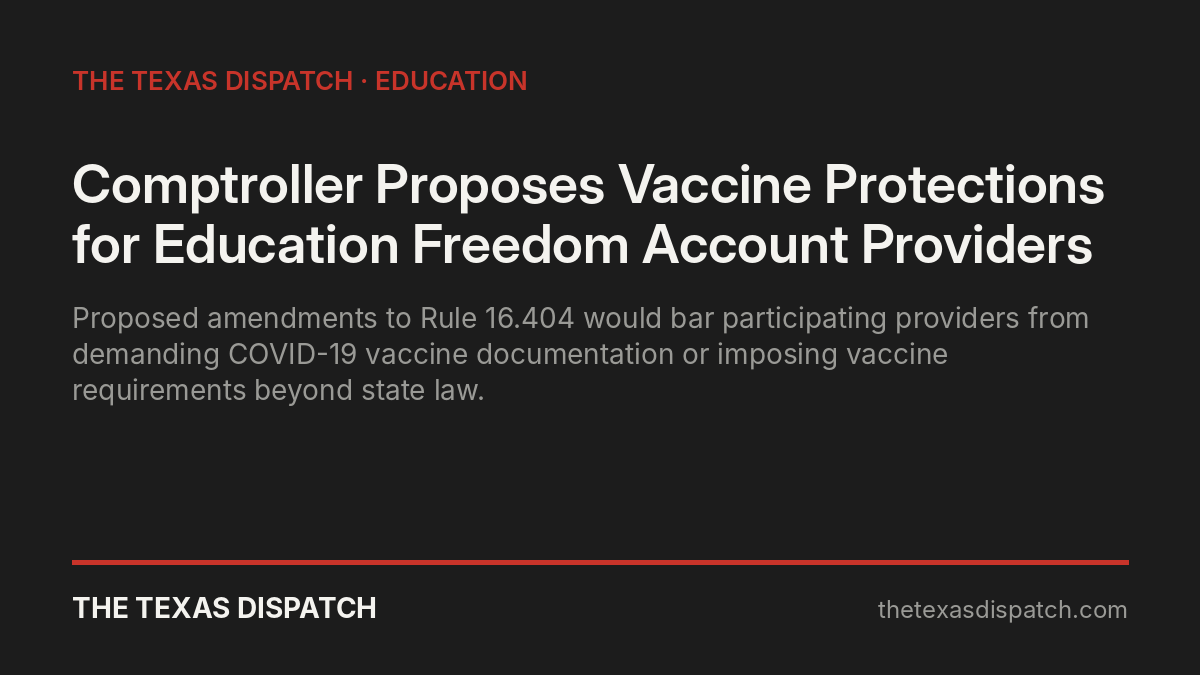 THE TEXAS DISPATCH · EDUCATION
Comptroller Proposes Vaccine Protections
for Education Freedom Account Providers
Proposed amendments to Rule 16.404 would bar participating providers from
demanding COVID-19 vaccine documentation or imposing vaccine
requirements beyond state law.
THE TEXAS DISPATCH
thetexasdispatch.com